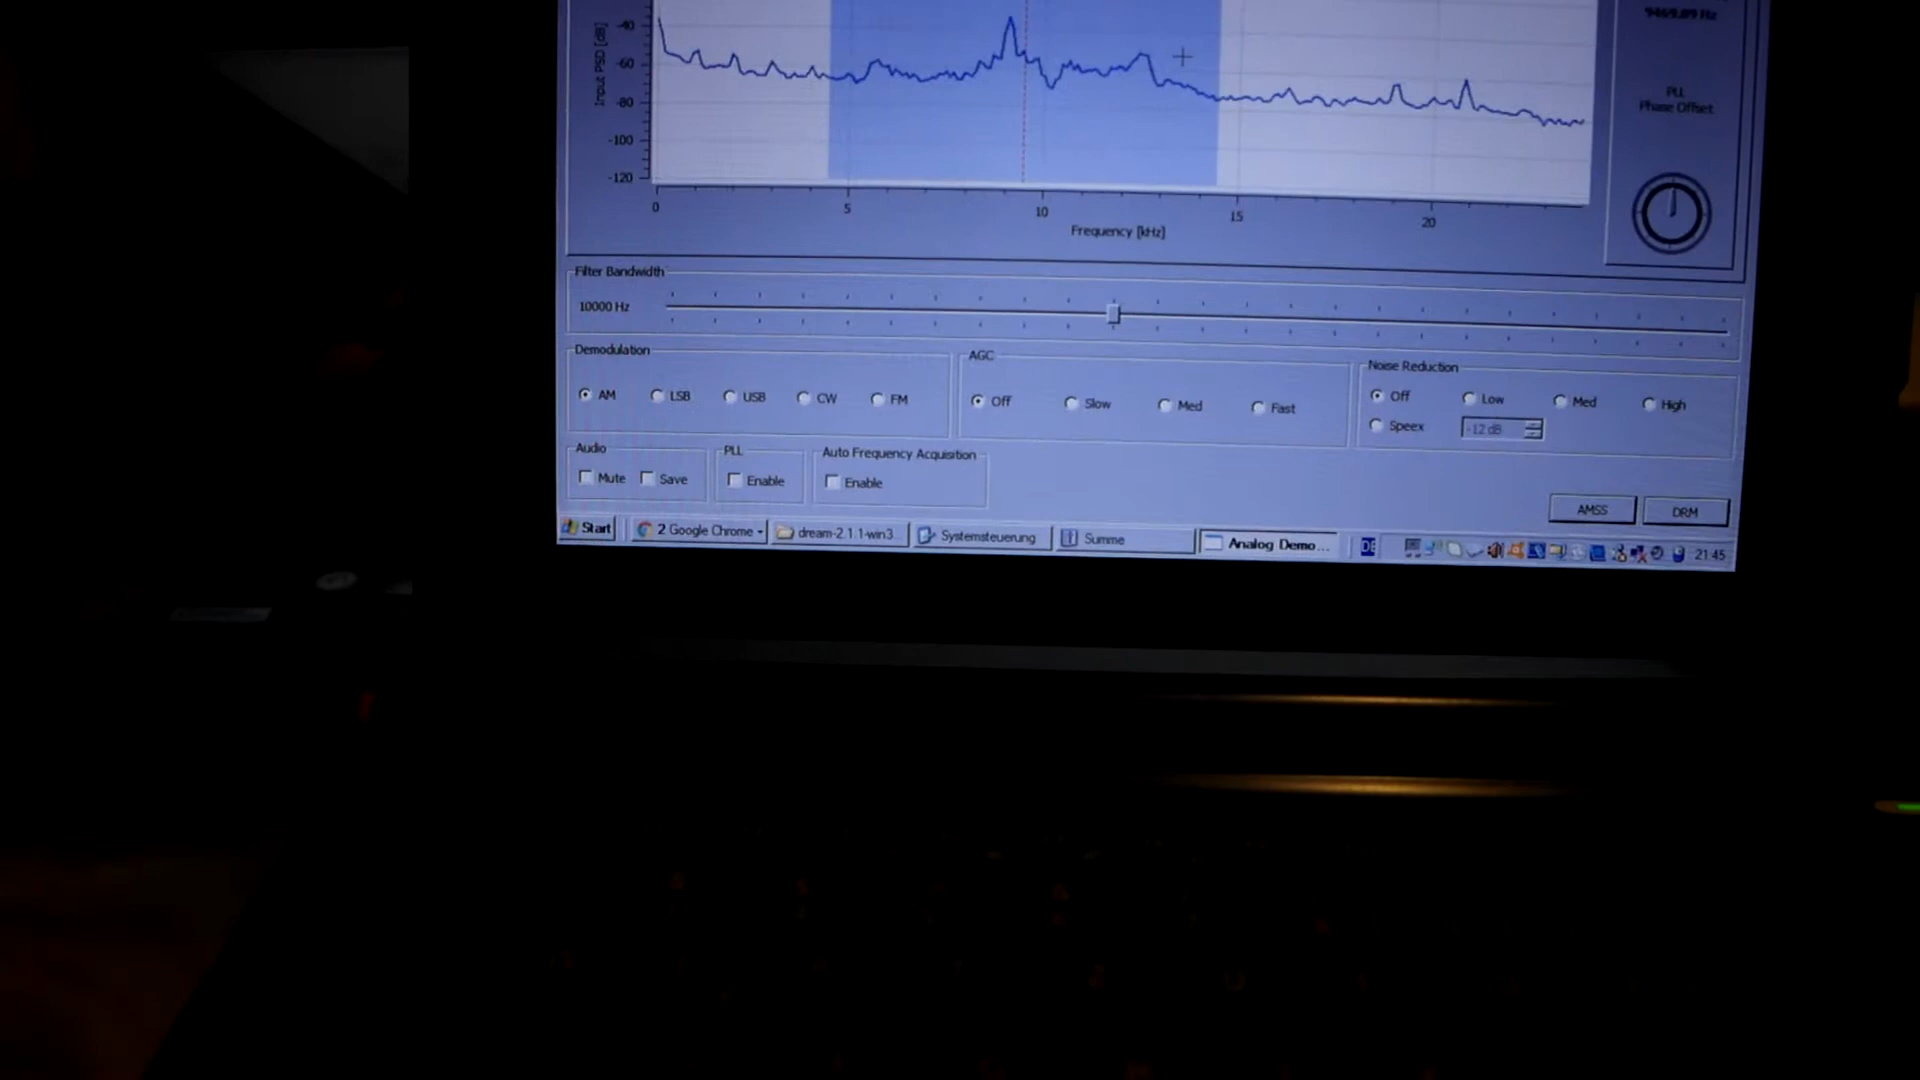 9469.89 Hz
Input PSD [dB]
-40
-60
-80
-100
-120
0 5 10 15 20
Frequency [kHz]
PLL
Phase Offset
Filter Bandwidth
10000 Hz
Demodulation
AM LSB USB CW FM
AGC
Off Slow Med Fast
Noise Reduction
Off Low Med High
Speex -12 dB
Audio
Mute Save
PLL
Enable
Auto Frequency Acquisition
Enable
AMSS DRM
Start 2 Google Chrome dream-2.1.1-win3... Systemsteuerung Summe Analog Demo... DE 21:45